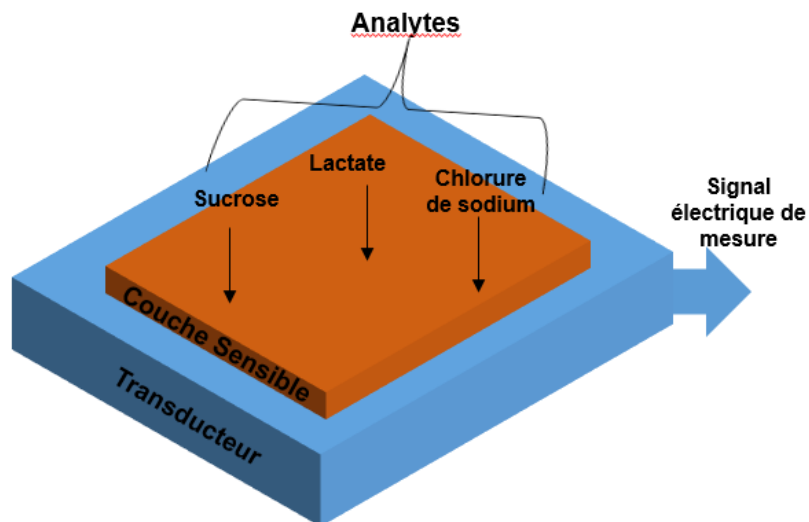 Analytes
Lactate
Sucrose
Chlorure
de sodium
Signal
électrique de
mesure
Couche Sensible
Transducteur